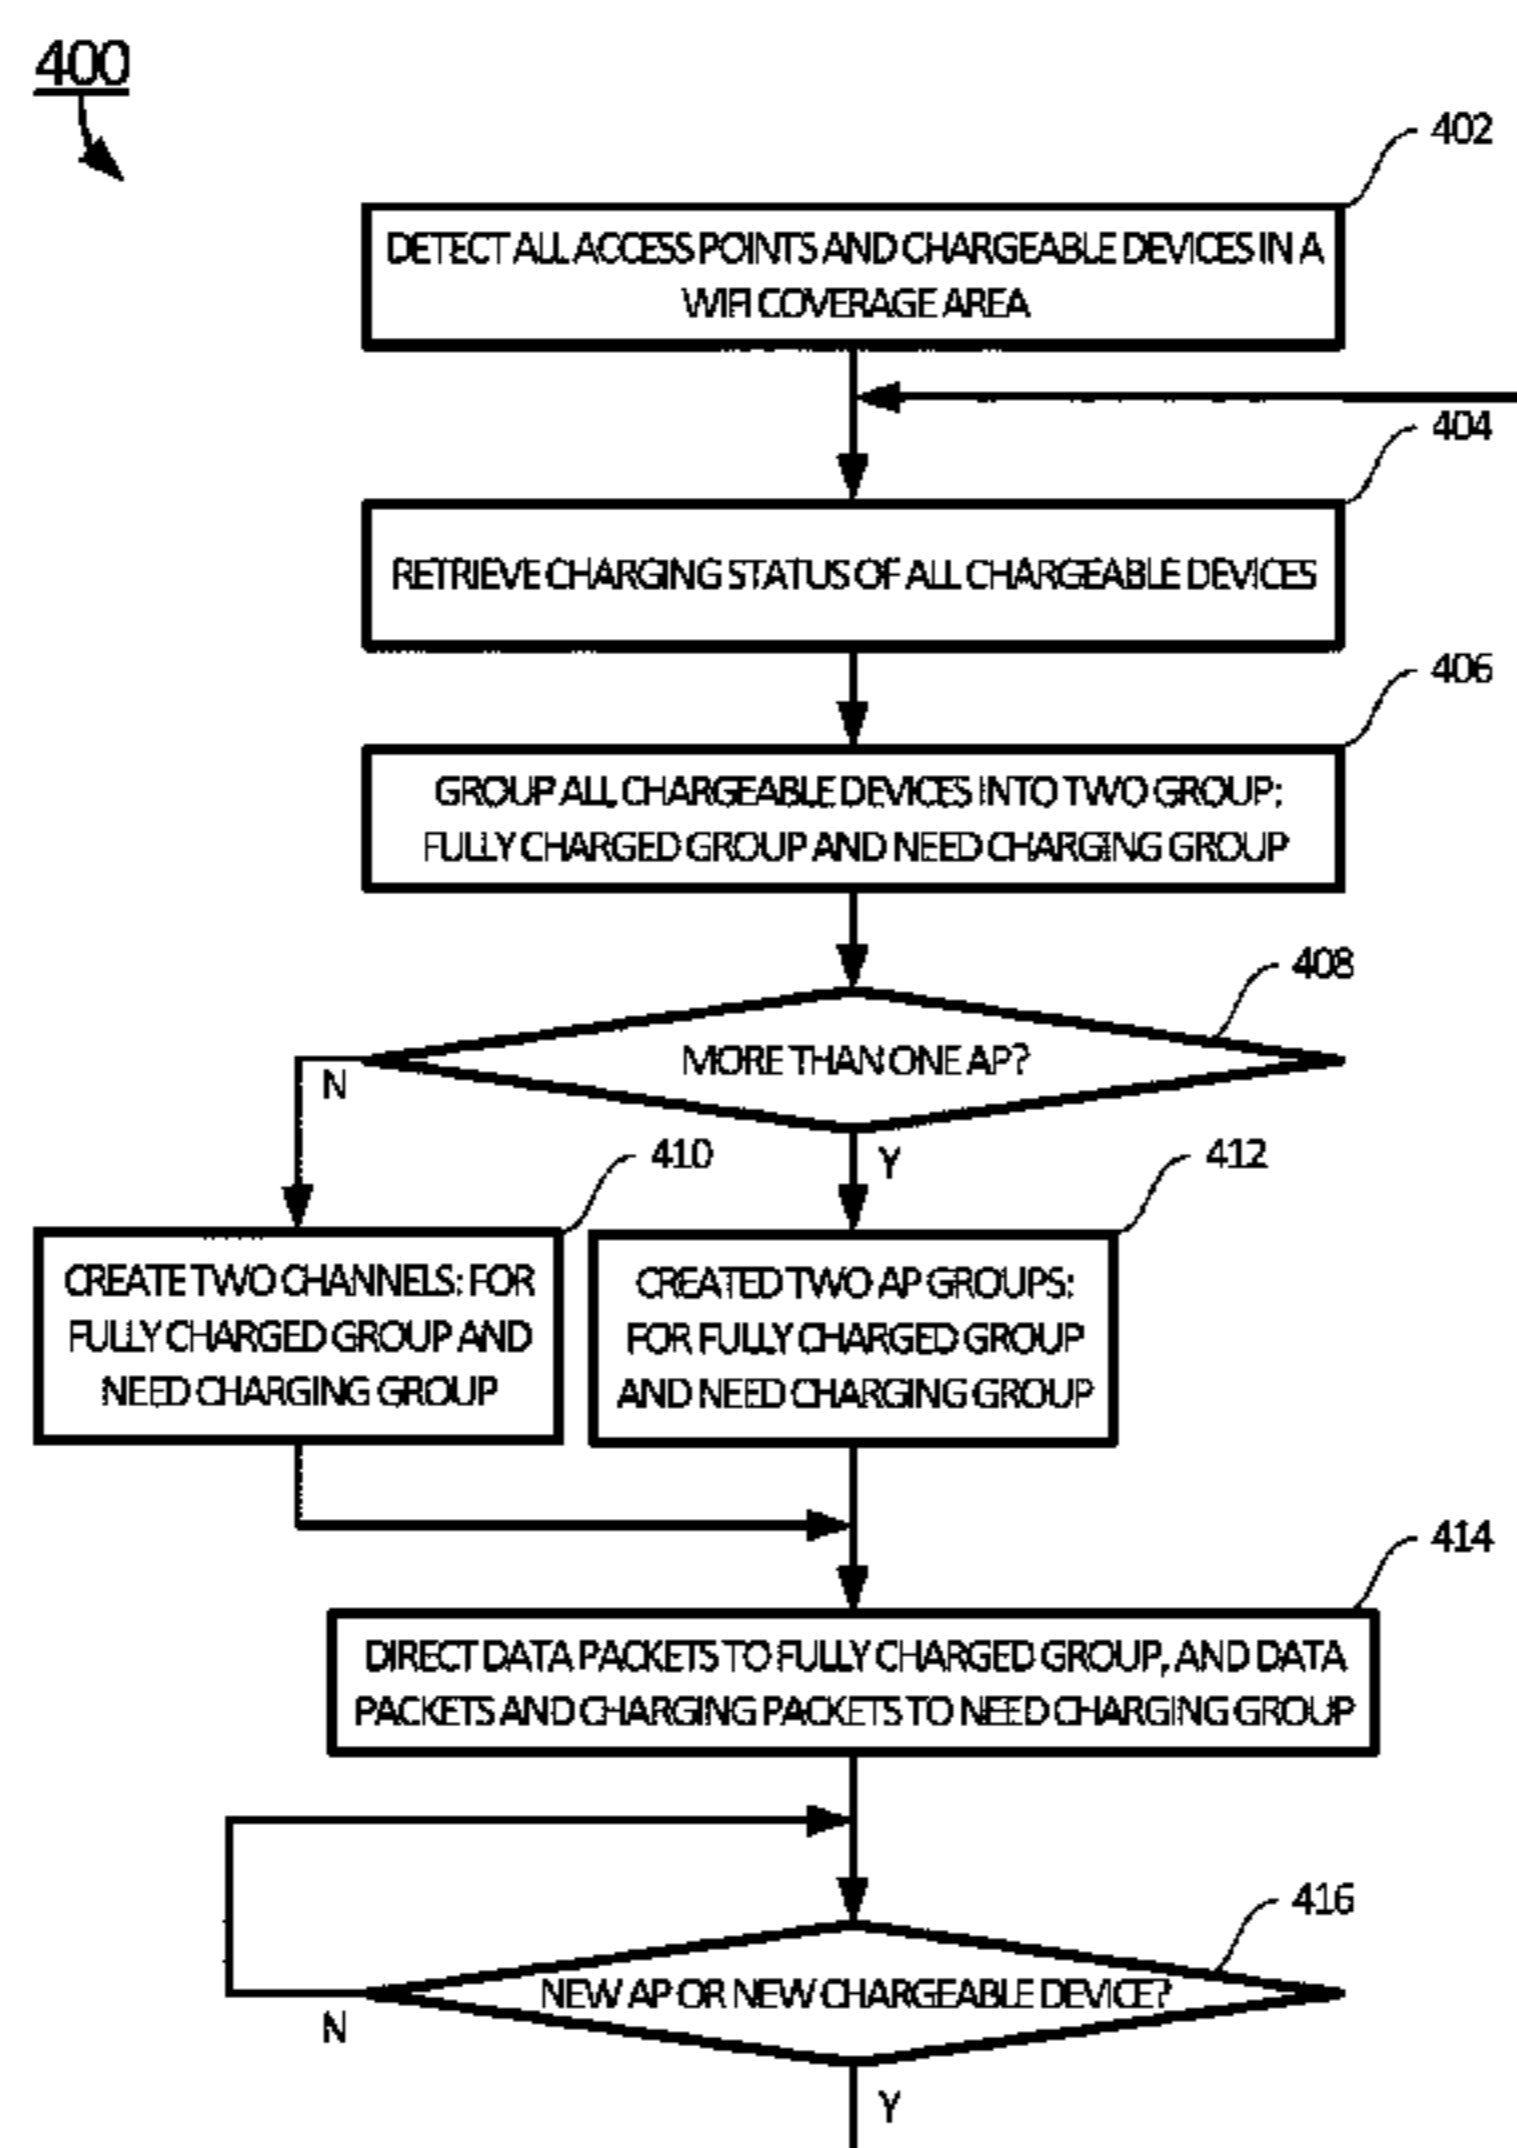 400
402
DETECT ALL ACCESS POINTS AND CHARGEABLE DEVICES IN A
WIFI COVERAGE AREA
404
RETRIEVE CHARGING STATUS OF ALL CHARGEABLE DEVICES
406
GROUP ALL CHARGEABLE DEVICES INTO TWO GROUP:
FULLY CHARGED GROUP AND NEED CHARGING GROUP
408
MORE THAN ONE AP?
N
Y
410
412
CREATE TWO CHANNELS: FOR
FULLY CHARGED GROUP AND
NEED CHARGING GROUP
CREATED TWO AP GROUPS:
FOR FULLY CHARGED GROUP
AND NEED CHARGING GROUP
414
DIRECT DATA PACKETS TO FULLY CHARGED GROUP, AND DATA
PACKETS AND CHARGING PACKETS TO NEED CHARGING GROUP
416
NEW AP OR NEW CHARGEABLE DEVICE?
N
Y